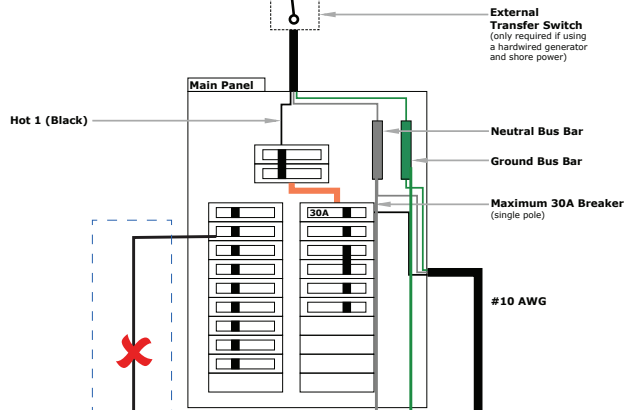 External
Transfer Switch
(only required if using
a hardwired generator
and shore power)
Main Panel
Hot 1 (Black)
Neutral Bus Bar
Ground Bus Bar
Maximum 30A Breaker
(single pole)
30A
#10 AWG